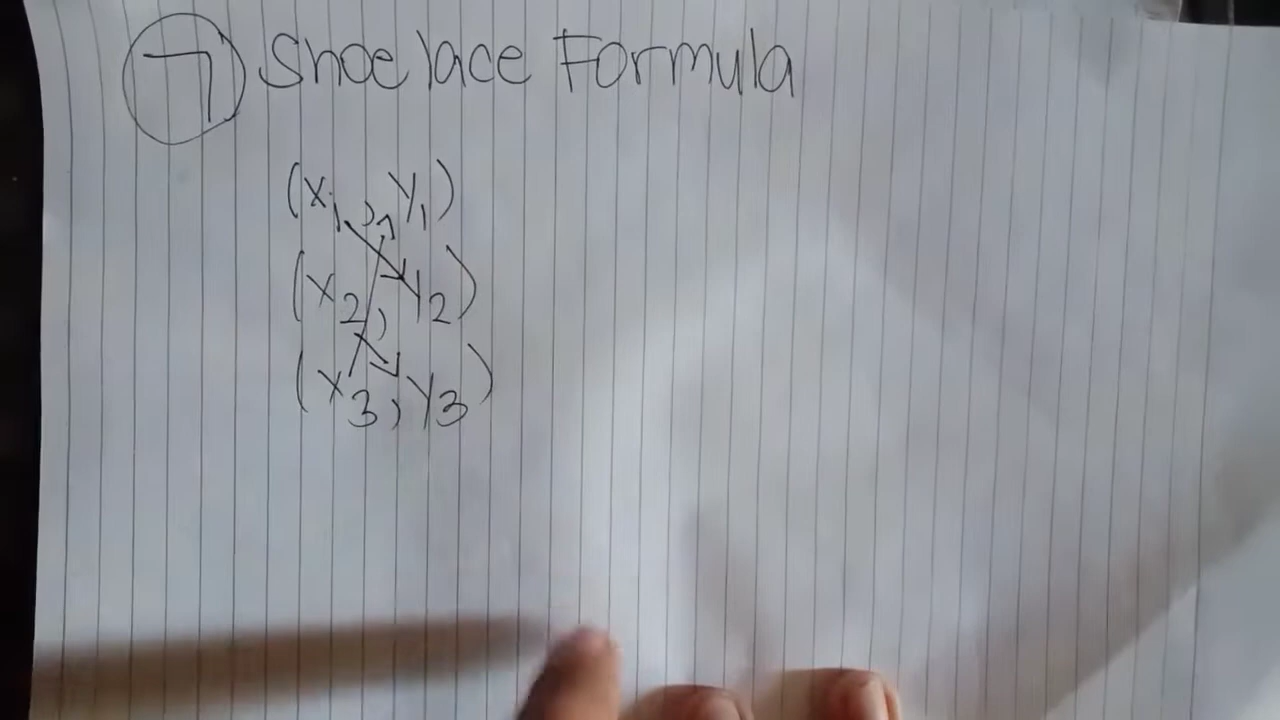 7 Shoelace Formula
(x1, y1)
(x2, y2)
(x3, y3)